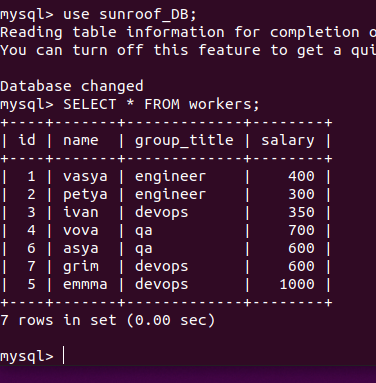 mysql> use sunroof_DB;
Reading table information for completion o
You can turn off this feature to get a qui
Database changed
mysql> SELECT * FROM workers;
+----+-------+-------------+--------+
| id | name  | group_title | salary |
+----+-------+-------------+--------+
|  1 | vasya | engineer    |    400 |
|  2 | petya | engineer    |    300 |
|  3 | ivan  | devops      |    350 |
|  4 | vova  | qa          |    700 |
|  6 | asya  | qa          |    600 |
|  7 | grim  | devops      |    600 |
|  5 | emmma | devops      |   1000 |
+----+-------+-------------+--------+
7 rows in set (0.00 sec)
mysql>